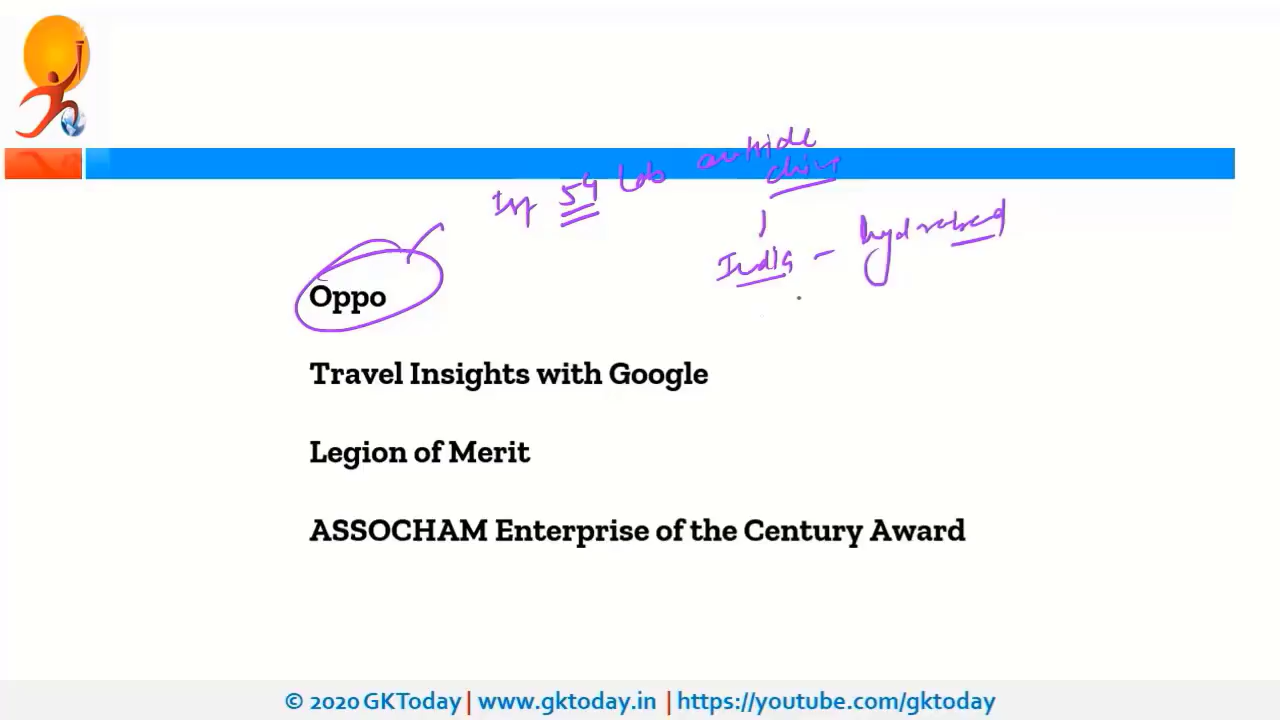 Ist 5G Lab outside
China
India - hyderabad
Oppo
Travel Insights with Google
Legion of Merit
ASSOCHAM Enterprise of the Century Award
© 2020 GKToday | www.gktoday.in | https://youtube.com/gktoday